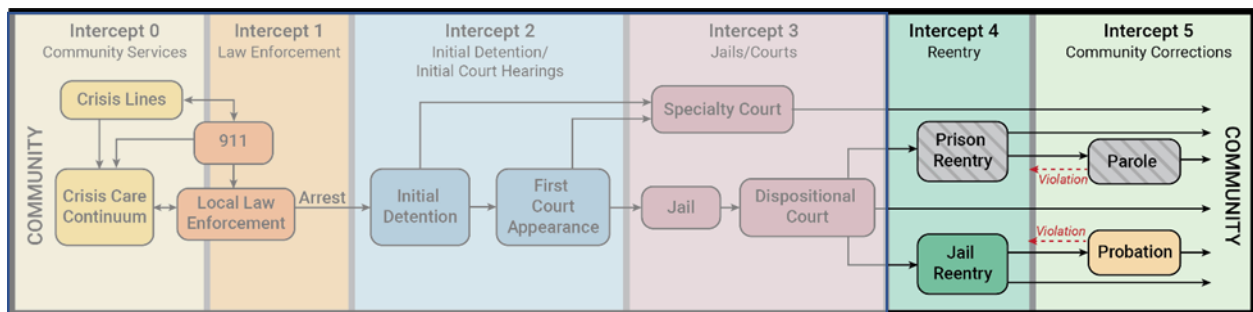 Intercept 0
Community Services
Intercept 1
Law Enforcement
Intercept 2
Initial Detention/
Initial Court Hearings
Intercept 3
Jails/Courts
Intercept 4
Reentry
Intercept 5
Community Corrections
COMMUNITY
Crisis Lines
911
Crisis Care
Continuum
Local Law
Enforcement
Arrest
Initial
Detention
First
Court
Appearance
Specialty Court
Jail
Dispositional
Court
Prison
Reentry
Violation
Parole
Jail
Reentry
Violation
Probation
COMMUNITY